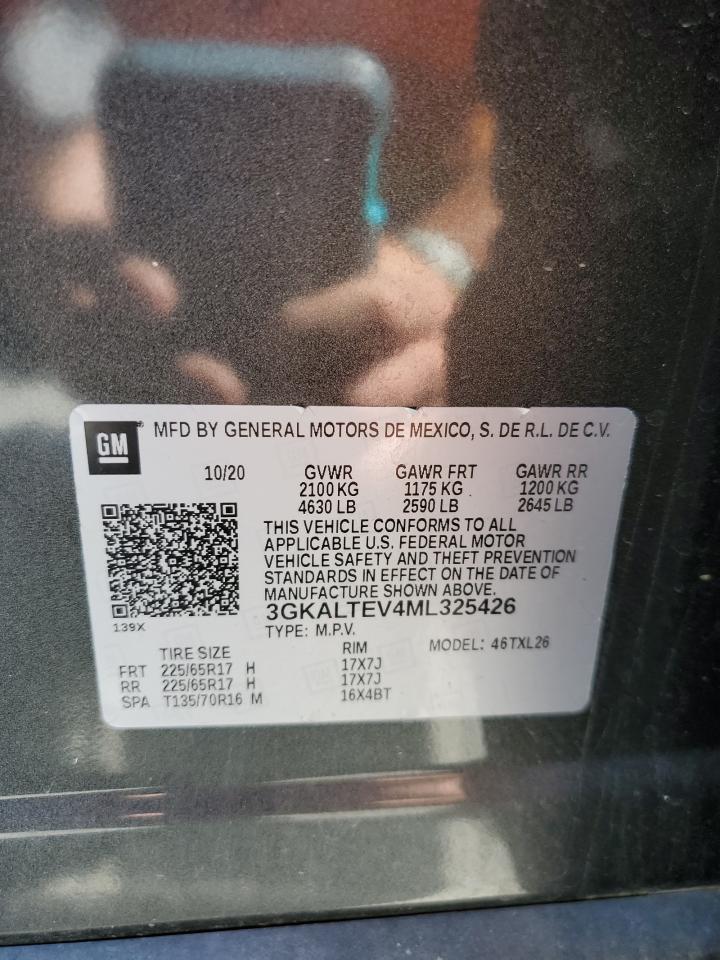 GM MFD BY GENERAL MOTORS DE MEXICO, S. DE R.L. DE C.V.
10/20 GVWR GAWR FRT GAWR RR
2100 KG 1175 KG 1200 KG
4630 LB 2590 LB 2645 LB
THIS VEHICLE CONFORMS TO ALL
APPLICABLE U.S. FEDERAL MOTOR
VEHICLE SAFETY AND THEFT PREVENTION
STANDARDS IN EFFECT ON THE DATE OF
MANUFACTURE SHOWN ABOVE.
3GKALTEV4ML325426
139X
TYPE: M.P.V. MODEL: 46TXL26
TIRE SIZE RIM
FRT 225/65R17 H 17X7J
RR 225/65R17 H 17X7J
SPA T135/70R16 M 16X4BT